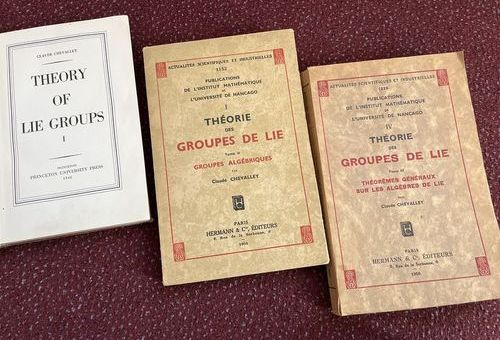 CLAUDE CHEVALLEY
THEORY
OF
LIE GROUPS
I
PRINCETON
PRINCETON UNIVERSITY PRESS
1946
ACTUALITÉS SCIENTIFIQUES ET INDUSTRIELLES
1152
PUBLICATIONS
DE L'INSTITUT MATHÉMATIQUE
DE
L'UNIVERSITÉ DE NANCAGO
I
THÉORIE
DES
GROUPES DE LIE
Tome II
GROUPES ALGÉBRIQUES
PAR
Claude CHEVALLEY
PARIS
HERMANN & Cie, ÉDITEURS
6, Rue de la Sorbonne, 6
ACTUALITÉS SCIENTIFIQUES ET INDUSTRIELLES
1226
PUBLICATIONS
DE L'INSTITUT MATHÉMATIQUE
DE
L'UNIVERSITÉ DE NANCAGO
IV
THÉORIE
DES
GROUPES DE LIE
Tome III
THÉORÈMES GÉNÉRAUX
SUR LES ALGÈBRES DE LIE
PAR
Claude CHEVALLEY
PARIS
HERMANN & Cie, ÉDITEURS
6, Rue de la Sorbonne, 6